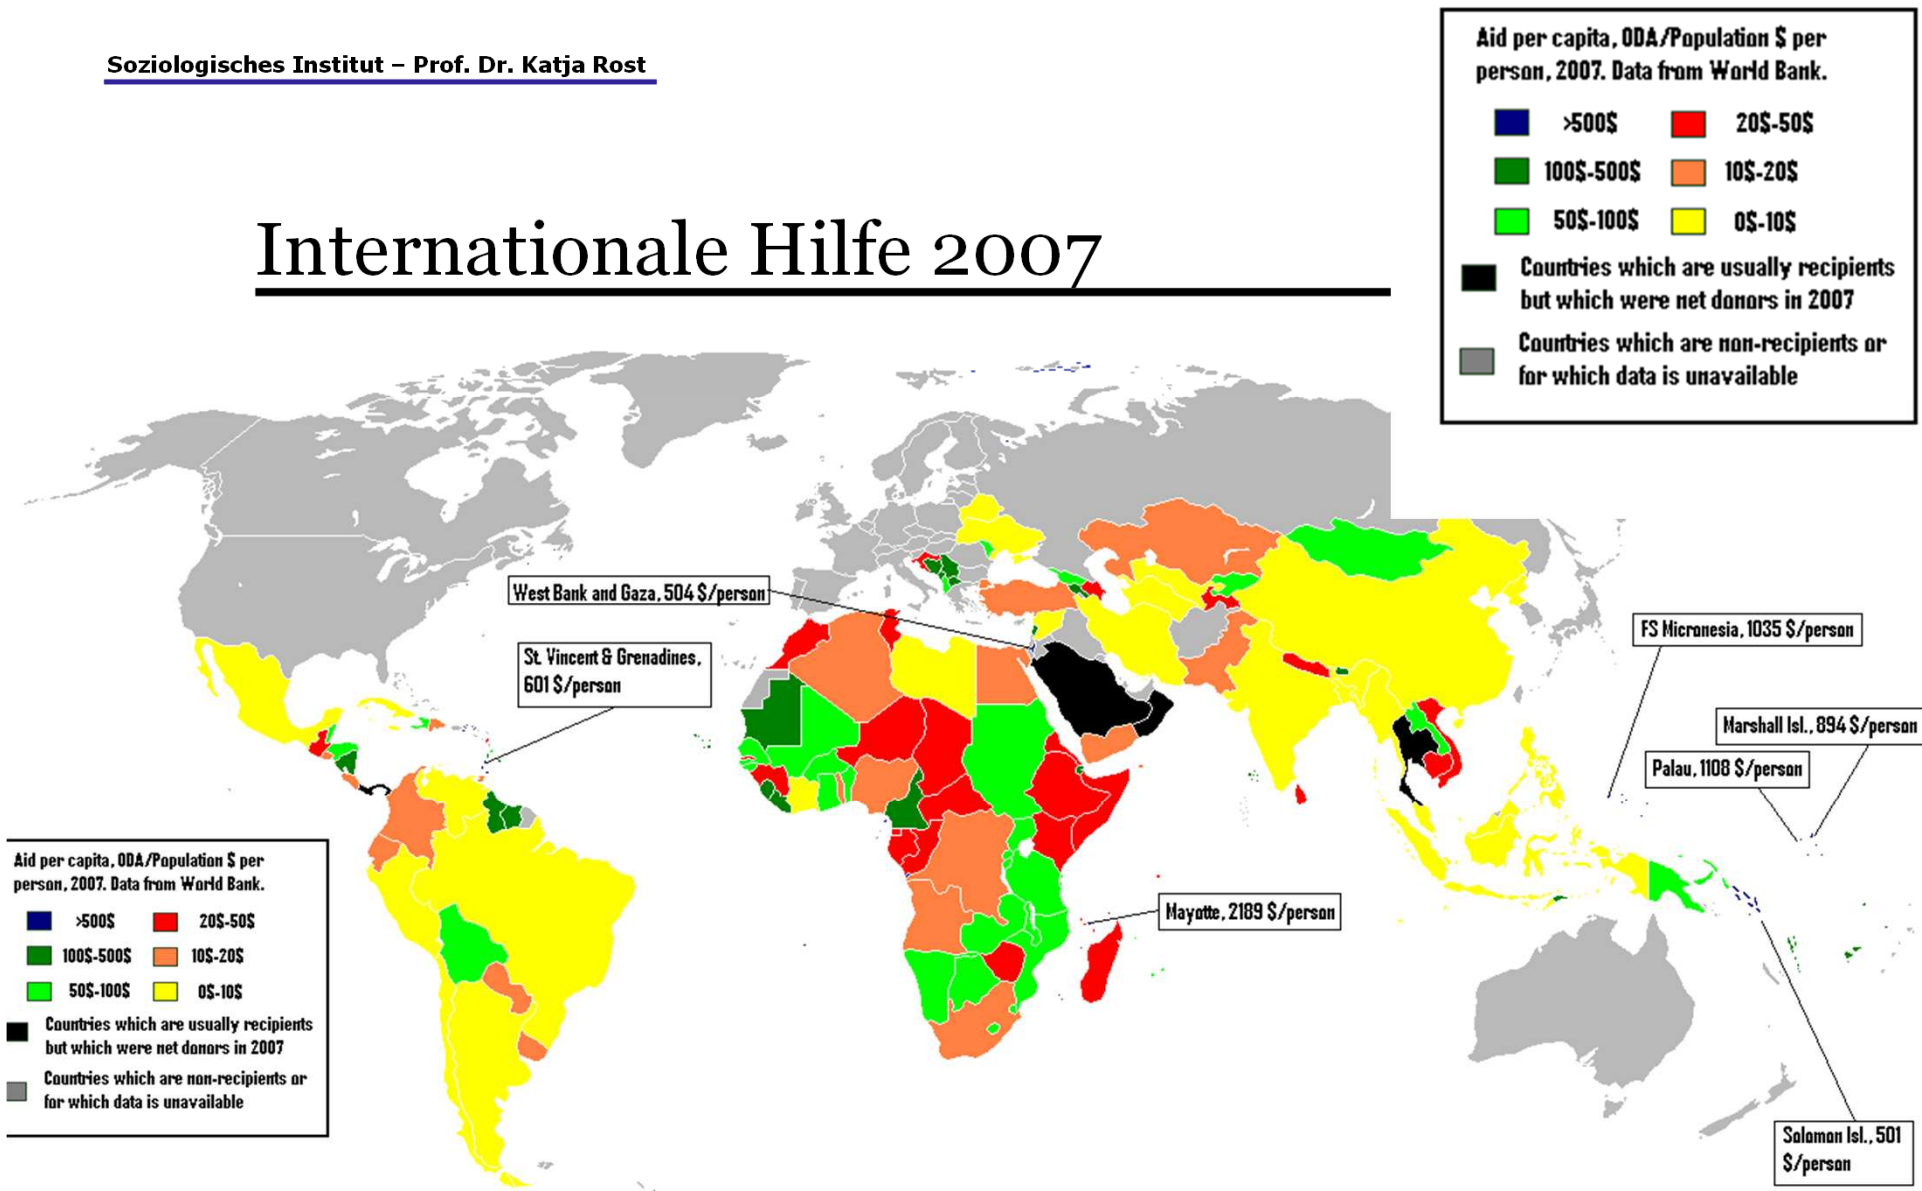 Soziologisches Institut – Prof. Dr. Katja Rost
Internationale Hilfe 2007
Aid per capita, ODA/Population $ per
person, 2007. Data from World Bank.
>500$
20$-50$
100$-500$
10$-20$
50$-100$
0$-10$
Countries which are usually recipients
but which were net donors in 2007
Countries which are non-recipients or
for which data is unavailable
West Bank and Gaza, 504 $/person
St. Vincent & Grenadines,
601 $/person
FS Micronesia, 1035 $/person
Marshall Isl., 894 $/person
Palau, 1108 $/person
Mayotte, 2189 $/person
Solomon Isl., 501
$/person
Aid per capita, ODA/Population $ per
person, 2007. Data from World Bank.
>500$
20$-50$
100$-500$
10$-20$
50$-100$
0$-10$
Countries which are usually recipients
but which were net donors in 2007
Countries which are non-recipients or
for which data is unavailable